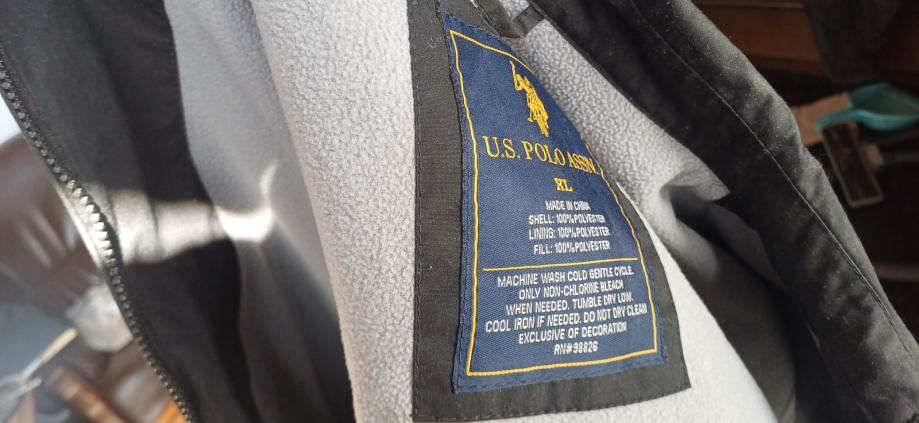 U.S. POLO ASSN.
XL
MADE IN CHINA
SHELL: 100% POLYESTER
LINING: 100% POLYESTER
FILL: 100% POLYESTER
MACHINE WASH COLD GENTLE CYCLE.
ONLY NON-CHLORINE BLEACH
WHEN NEEDED. TUMBLE DRY LOW.
COOL IRON IF NEEDED. DO NOT DRY CLEAN
EXCLUSIVE OF DECORATION
RN#98826